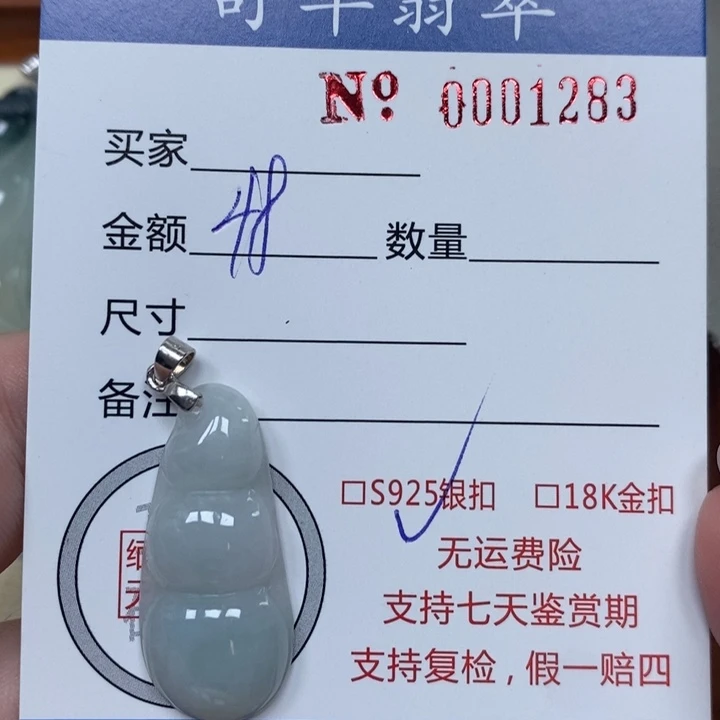 翡翠
No 0001283
买家
金额 48 数量
尺寸
备注
□S925银扣 □18K金扣
无运费险
支持七天鉴赏期
支持复检,假一赔四